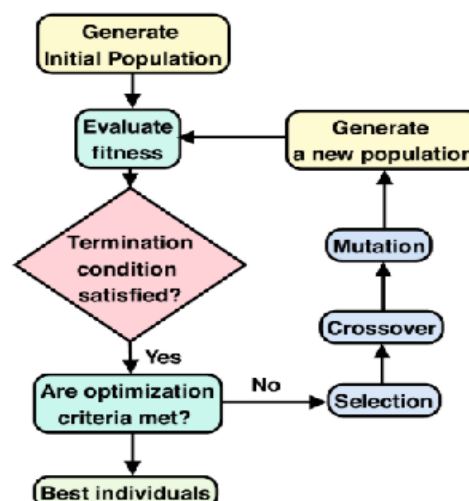 Generate
Initial Population
Evaluate
fitness
Generate
a new population
Termination
condition
satisfied?
Mutation
Crossover
Yes
Are optimization
criteria met?
No
Selection
Best individuals